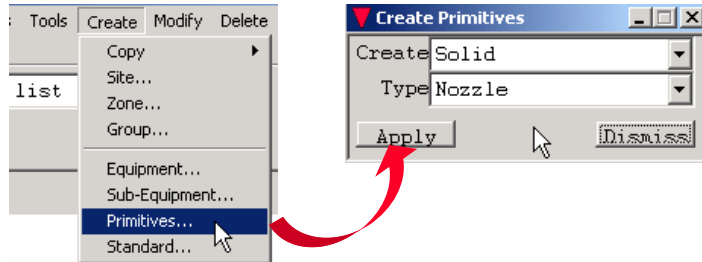 Tools Create Modify Delete
list
Copy
Site...
Zone...
Group...
Equipment...
Sub-Equipment...
Primitives...
Standard...
Create Primitives
Create Solid
Type Nozzle
Apply Dismiss